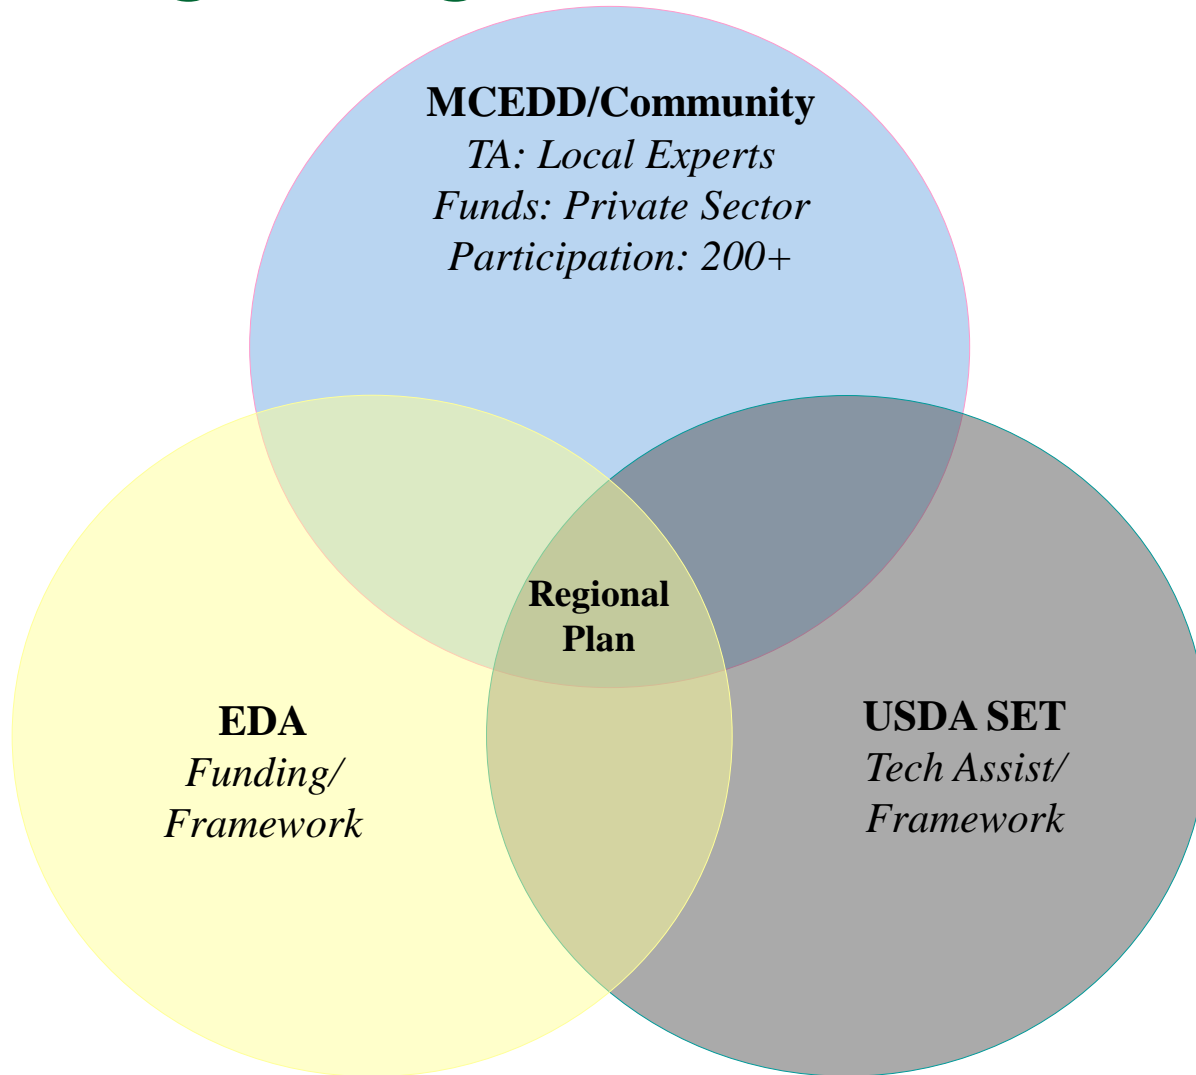 MCEDD/Community
TA: Local Experts
Funds: Private Sector
Participation: 200+
Regional
Plan
EDA
Funding/
Framework
USDA SET
Tech Assist/
Framework